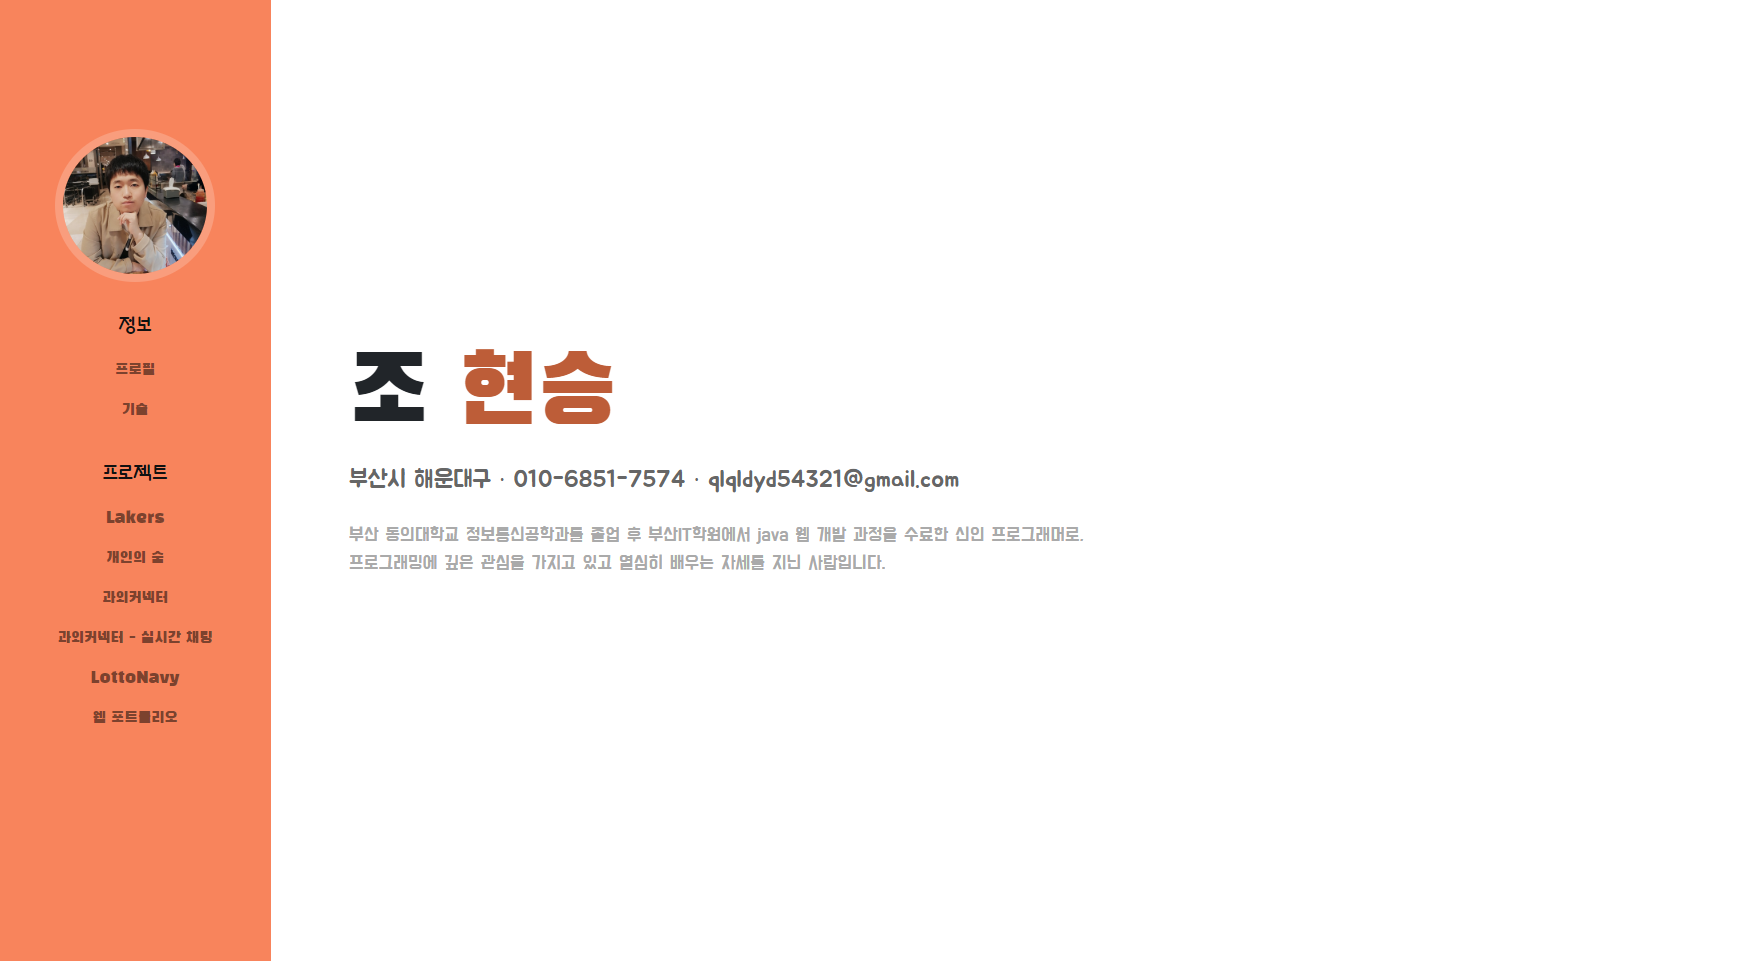 정보
프로필
기술
프로젝트
Lakers
개인의 숲
과외커넥터
과외커넥터 - 실시간 채팅
LottoNavy
웹 포트폴리오
조 현승
부산시 해운대구 · 010-6851-7574 · qlqldyd54321@gmail.com
부산 동의대학교 정보통신공학과를 졸업 후 부산IT학원에서 java 웹 개발 과정을 수료한 신인 프로그래머로.
프로그래밍에 깊은 관심을 가지고 있고 열심히 배우는 자세를 지닌 사람입니다.